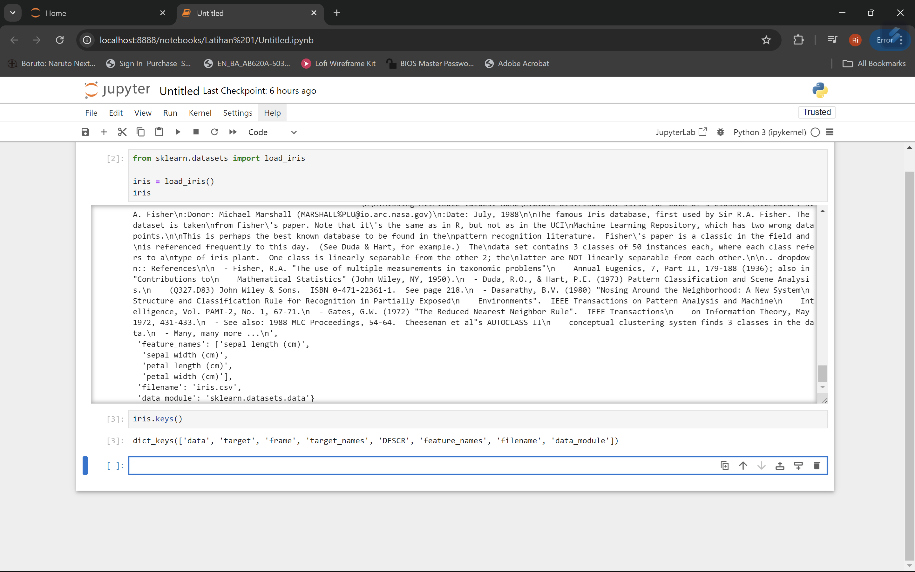 Home
Untitled
localhost:8888/notebooks/Latihan%201/Untitled.ipynb
Hi
Error
Boruto: Naruto Next...
Sign In Purchase S...
EN_BA_AB620A-503...
Lofi Wireframe Kit
BIOS Master Passwo...
Adobe Acrobat
All Bookmarks
jupyter Untitled Last Checkpoint: 6 hours ago
File Edit View Run Kernel Settings Help
Trusted
Code
JupyterLab
Python 3 (ipykernel)
[2]: from sklearn.datasets import load_iris
iris = load_iris()
iris
A. Fisher\n:Donor: Michael Marshall (MARSHALL%PLU@io.arc.nasa.gov)\n:Date: July, 1988\n\nThe famous Iris database, first used by Sir R.A. Fisher. The
dataset is taken\nfrom Fisher\'s paper. Note that it\'s the same as in R, but not as in the UCI\nMachine Learning Repository, which has two wrong data
points.\n\nThis is perhaps the best known database to be found in the\npattern recognition literature.  Fisher\'s paper is a classic in the field and
\nis referenced frequently to this day.  (See Duda & Hart, for example.)  The\ndata set contains 3 classes of 50 instances each, where each class refe
rs to a\ntype of iris plant.  One class is linearly separable from the other 2; the\nlatter are NOT linearly separable from each other.\n\n.. dropdow
n:: References\n\n  - Fisher, R.A. "The use of multiple measurements in taxonomic problems"\n    Annual Eugenics, 7, Part II, 179-188 (1936); also in
"Contributions to\n    Mathematical Statistics" (John Wiley, NY, 1950).\n  - Duda, R.O., & Hart, P.E. (1973) Pattern Classification and Scene Analysi
s.\n    (Q327.D83) John Wiley & Sons.  ISBN 0-471-22361-1.  See page 218.\n  - Dasarathy, B.V. (1980) "Nosing Around the Neighborhood: A New System\n
Structure and Classification Rule for Recognition in Partially Exposed\n    Environments".  IEEE Transactions on Pattern Analysis and Machine\n    Int
elligence, Vol. PAMI-2, No. 1, 67-71.\n  - Gates, G.W. (1972) "The Reduced Nearest Neighbor Rule".  IEEE Transactions\n    on Information Theory, May
1972, 431-433.\n  - See also: 1988 MLC Proceedings, 54-64.  Cheeseman et al"s AUTOCLASS II\n    conceptual clustering system finds 3 classes in the da
ta.\n  - Many, many more ...\n',
'feature_names': ['sepal length (cm)',
'sepal width (cm)',
'petal length (cm)',
'petal width (cm)'],
'filename': 'iris.csv',
'data_module': 'sklearn.datasets.data'}
[3]: iris.keys()
[3]: dict_keys(['data', 'target', 'frame', 'target_names', 'DESCR', 'feature_names', 'filename', 'data_module'])
[ ]: